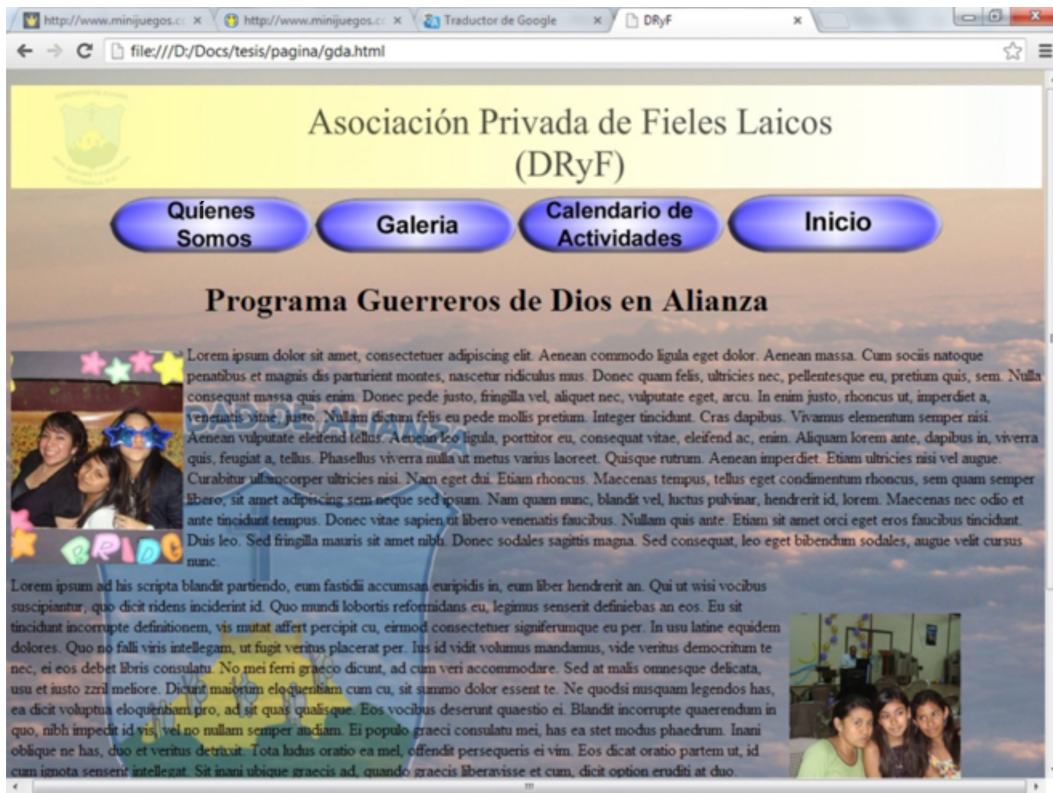 http://www.minijuegos.cc
http://www.minijuegos.cc
Traductor de Google
DRyF
file:///D:/Docs/tesis/pagina/gda.html
Asociación Privada de Fieles Laicos
(DRyF)
Quíenes
Somos
Galeria
Calendario de
Actividades
Inicio
Programa Guerreros de Dios en Alianza
Lorem ipsum dolor sit amet, consectetuer adipiscing elit. Aenean commodo ligula eget dolor. Aenean massa. Cum sociis natoque
penatibus et magnis dis parturient montes, nascetur ridiculus mus. Donec quam felis, ultricies nec, pellentesque eu, pretium quis, sem. Nulla
consequat massa quis enim. Donec pede justo, fringilla vel, aliquet nec, vulputate eget, arcu. In enim justo, rhoncus ut, imperdiet a,
venenatis vitae, justo. Nullam dictum felis eu pede mollis pretium. Integer tincidunt. Cras dapibus. Vivamus elementum semper nisi.
Aenean vulputate eleifend tellus. Aenean leo ligula, porttitor eu, consequat vitae, eleifend ac, enim. Aliquam lorem ante, dapibus in, viverra
quis, feugiat a, tellus. Phasellus viverra nulla ut metus varius laoreet. Quisque rutrum. Aenean imperdiet. Etiam ultricies nisi vel augue.
Curabitur ullamcorper ultricies nisi. Nam eget dui. Etiam rhoncus. Maecenas tempus, tellus eget condimentum rhoncus, sem quam semper
libero, sit amet adipiscing sem neque sed ipsum. Nam quam nunc, blandit vel, luctus pulvinar, hendrerit id, lorem. Maecenas nec odio et
ante tincidunt tempus. Donec vitae sapien ut libero venenatis faucibus. Nullam quis ante. Etiam sit amet orci eget eros faucibus tincidunt.
Duis leo. Sed fringilla mauris sit amet nibh. Donec sodales sagittis magna. Sed consequat, leo eget bibendum sodales, augue velit cursus
nunc.
DAD DE ALIANZA
BRIDG
Lorem ipsum ad his scripta blandit partiendo, eum fastidii accumsan euripidis in, eum liber hendrerit an. Qui ut wisi vocibus
suscipiantur, quo dicit ridens inciderint id. Quo mundi lobortis reformidans eu, legimus senserit definiebas an eos. Eu sit
tincidunt incorrupte definitionem, vis mutat affert percipit cu, eirmod consectetuer signiferumque eu per. In usu latine equidem
dolores. Quo no falli viris intellegam, ut fugit veritus placerat per. Ius id vidit volumus mandamus, vide veritus democritum te
nec, ei eos debet libris consulatu. No mei ferri graeco dicunt, ad cum veri accommodare. Sed at malis omnesque delicata,
usu et iusto zzril meliore. Dicunt maiorum eloquentiam cum cu, sit summo dolor essent te. Ne quodsi nusquam legendos has,
ea dicit voluptua eloquentiam pro, ad sit quas qualisque. Eos vocibus deserunt quaestio ei. Blandit incorrupte quaerendum in
quo, nibh impedit id vis, vel no nullam semper audiam. Ei populo graeci consulatu mei, has ea stet modus phaedrum. Inani
oblique ne has, duo et veritus detraxit. Tota ludus oratio ea mel, offendit persequeris ei vim. Eos dicat oratio partem ut, id
cum ignota senserit intellegat. Sit inani ubique graecis ad, quando graecis liberavisse et cum, dicit option eruditi at duo.